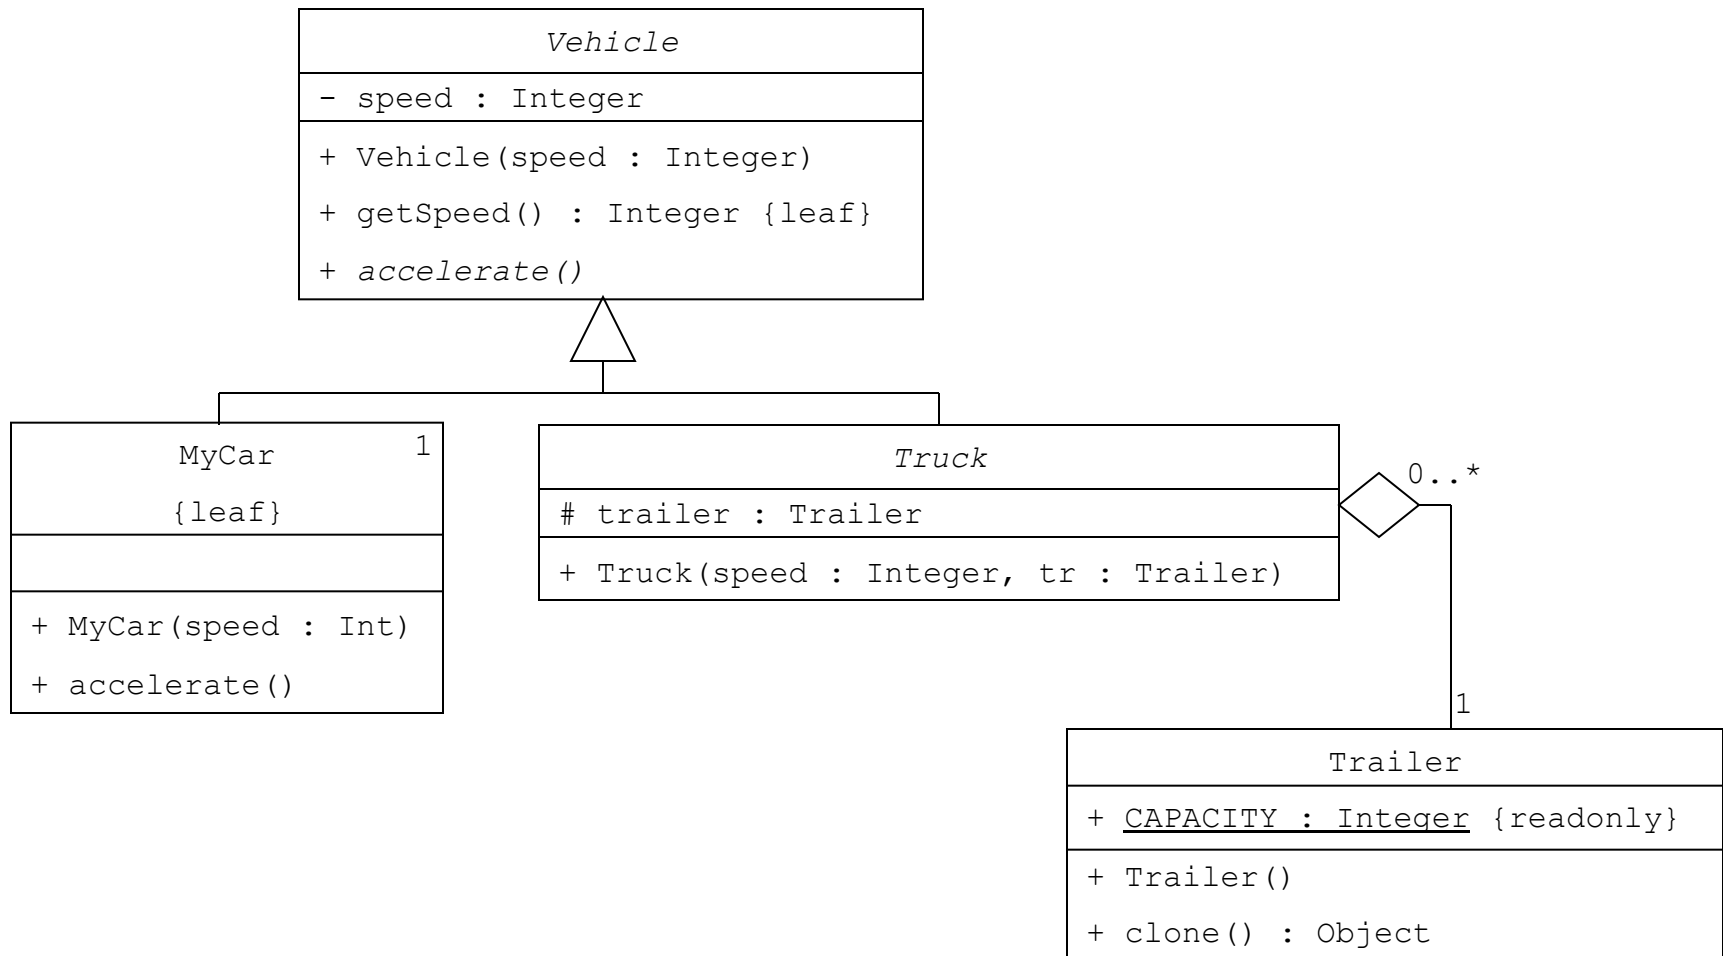 Vehicle
- speed : Integer
+ Vehicle(speed : Integer)
+ getSpeed() : Integer {leaf}
+ accelerate()
MyCar
1
{leaf}
+ MyCar(speed : Int)
+ accelerate()
Truck
# trailer : Trailer
+ Truck(speed : Integer, tr : Trailer)
0..*
1
Trailer
+ CAPACITY : Integer {readonly}
+ Trailer()
+ clone() : Object